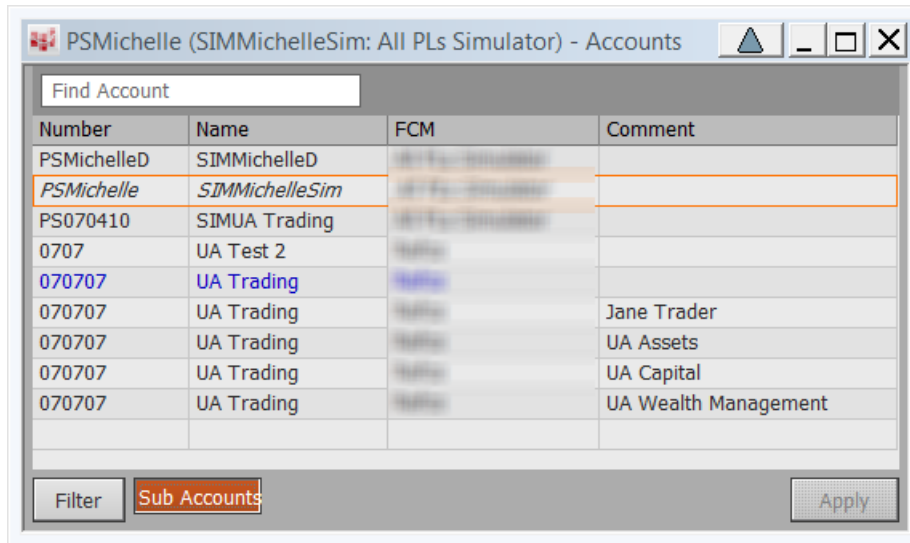 PSMichelle (SIMMichelleSim: All PLs Simulator) - Accounts
Find Account
Number Name FCM Comment
PSMichelleD SIMMichelleD
PSMichelle SIMMichelleSim
PS070410 SIMUA Trading
0707 UA Test 2
070707 UA Trading
070707 UA Trading Jane Trader
070707 UA Trading UA Assets
070707 UA Trading UA Capital
070707 UA Trading UA Wealth Management
Filter Sub Accounts Apply